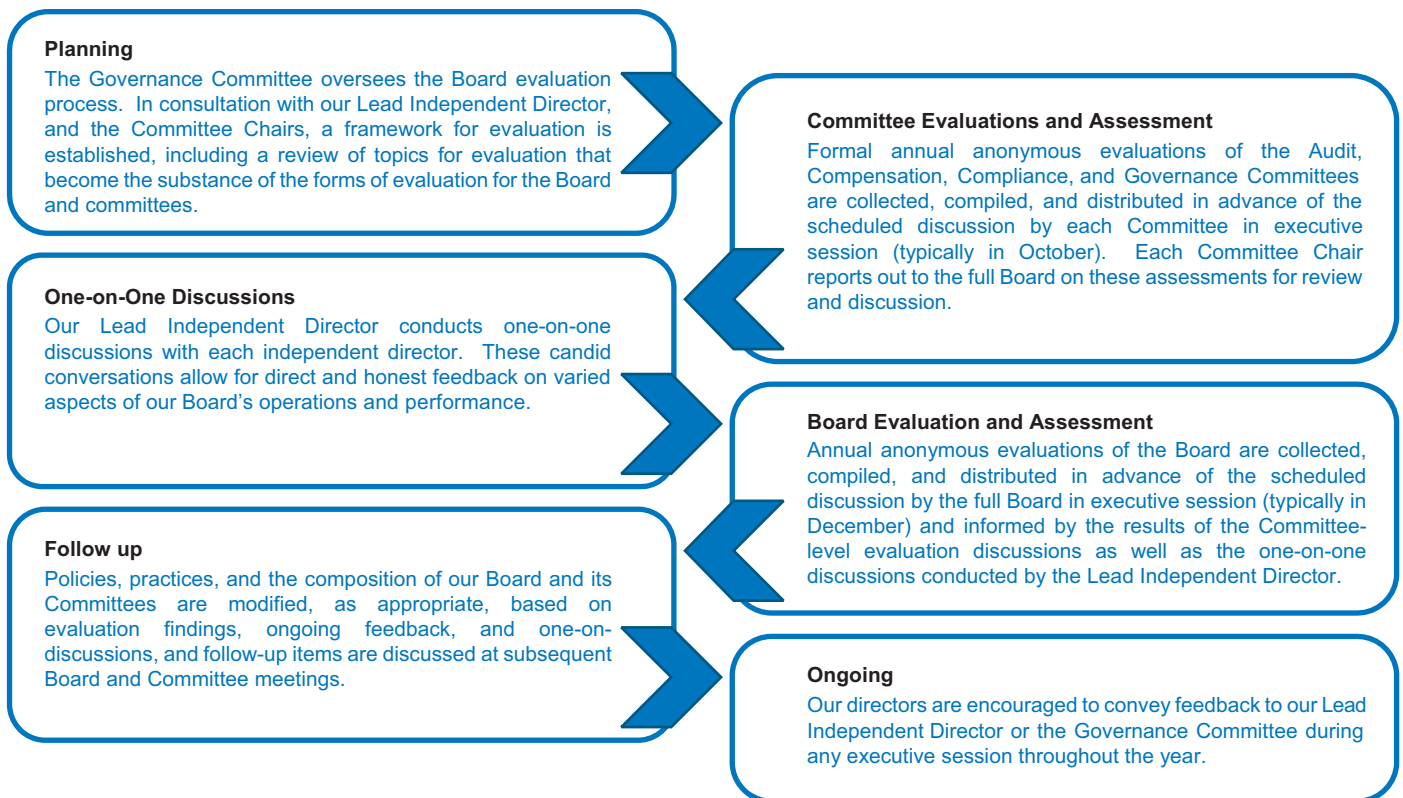 Planning
The Governance Committee oversees the Board evaluation
process. In consultation with our Lead Independent Director,
and the Committee Chairs, a framework for evaluation is
established, including a review of topics for evaluation that
become the substance of the forms of evaluation for the Board
and committees.
Committee Evaluations and Assessment
Formal annual anonymous evaluations of the Audit,
Compensation, Compliance, and Governance Committees
are collected, compiled, and distributed in advance of the
scheduled discussion by each Committee in executive
session (typically in October). Each Committee Chair
reports out to the full Board on these assessments for review
and discussion.
One-on-One Discussions
Our Lead Independent Director conducts one-on-one
discussions with each independent director. These candid
conversations allow for direct and honest feedback on varied
aspects of our Board's operations and performance.
Board Evaluation and Assessment
Annual anonymous evaluations of the Board are collected,
compiled, and distributed in advance of the scheduled
discussion by the full Board in executive session (typically in
December) and informed by the results of the Committee-
level evaluation discussions as well as the one-on-one
discussions conducted by the Lead Independent Director.
Follow up
Policies, practices, and the composition of our Board and its
Committees are modified, as appropriate, based on
evaluation findings, ongoing feedback, and one-on-
discussions, and follow-up items are discussed at subsequent
Board and Committee meetings.
Ongoing
Our directors are encouraged to convey feedback to our Lead
Independent Director or the Governance Committee during
any executive session throughout the year.